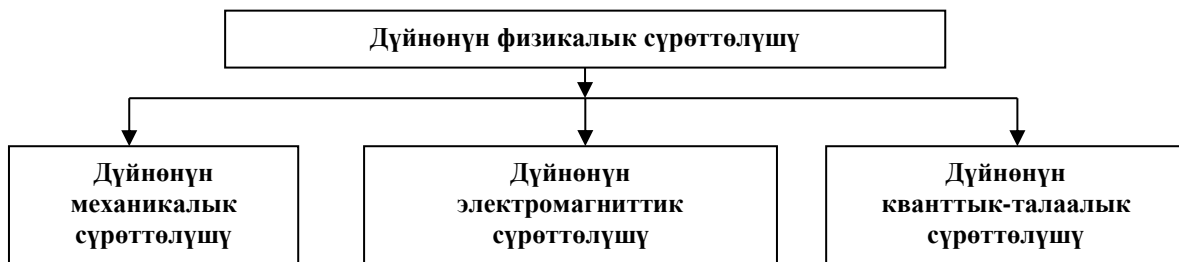 Дүйнөнүн физикалык сүрөттөлүшү
Дүйнөнүн
механикалык
сүрөттөлүшү
Дүйнөнүн
электромагниттик
сүрөттөлүшү
Дүйнөнүн
кванттык-талаалык
сүрөттөлүшү